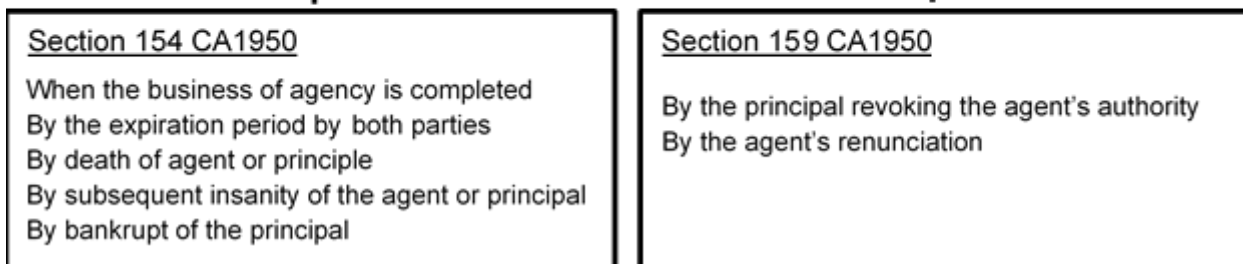 Section 154 CA1950
When the business of agency is completed
By the expiration period by both parties
By death of agent or principle
By subsequent insanity of the agent or principal
By bankrupt of the principal
Section 159 CA1950
By the principal revoking the agent's authority
By the agent's renunciation